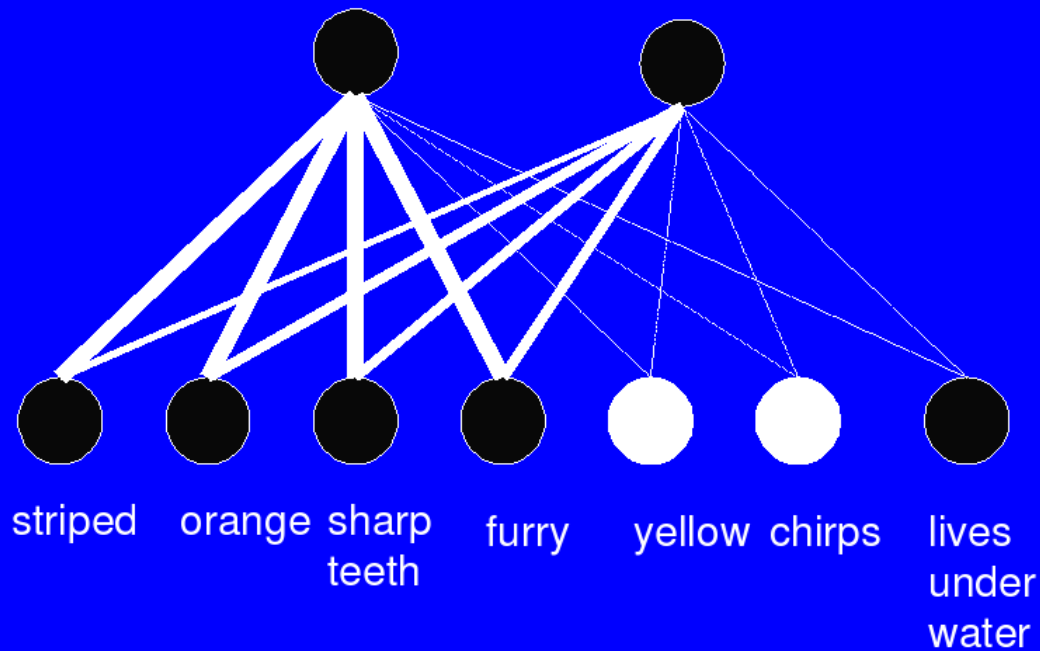 striped
orange
sharp
teeth
furry
yellow
chirps
lives
under
water